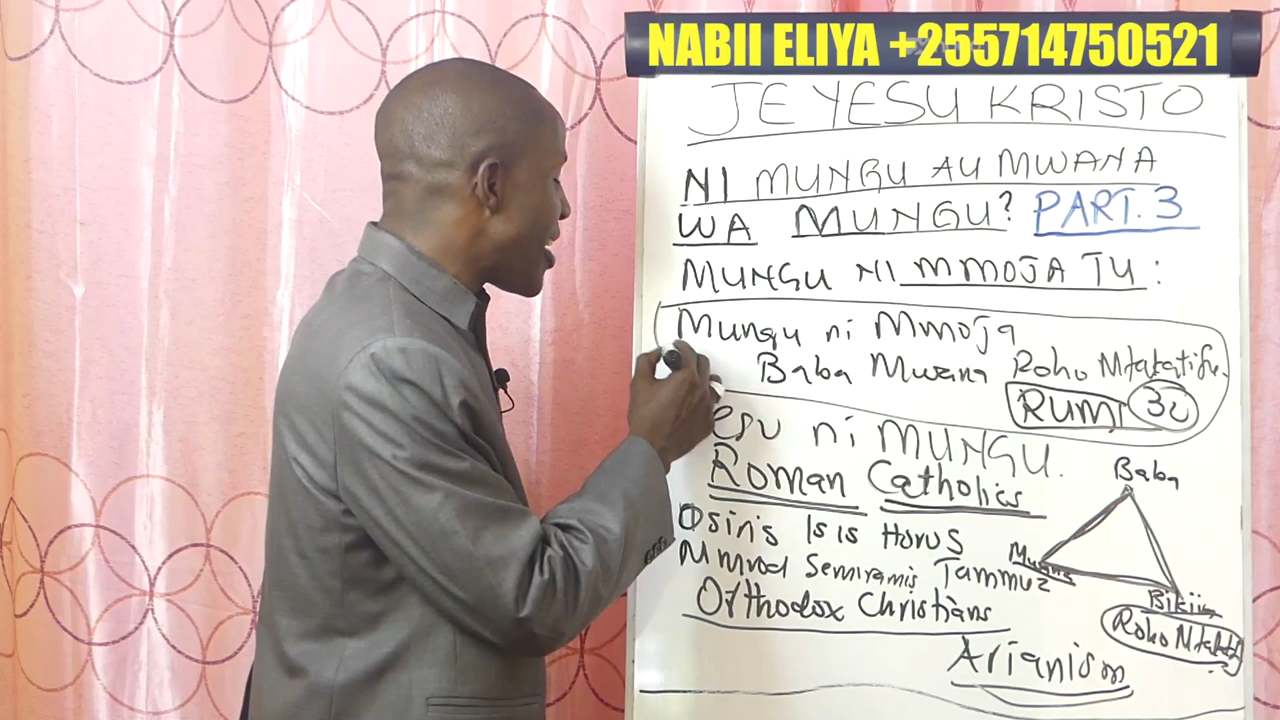 NABII ELIYA +255714750521
JE YESU KRISTO
NI MUNGU AU MWANA
WA MUNGU? PART.3
MUNGU NI MMOJA TU:
Mungu ni Mmoja
Baba Mwana Roho Mtakatifu.
RUMI 32
esu ni MUNGU.
Roman Catholics
Baba
Osiris Isis Horus
Mwana
Nimrod Semiramis Tammuz
Bikira
Orthodox Christians
Roho
Arianism